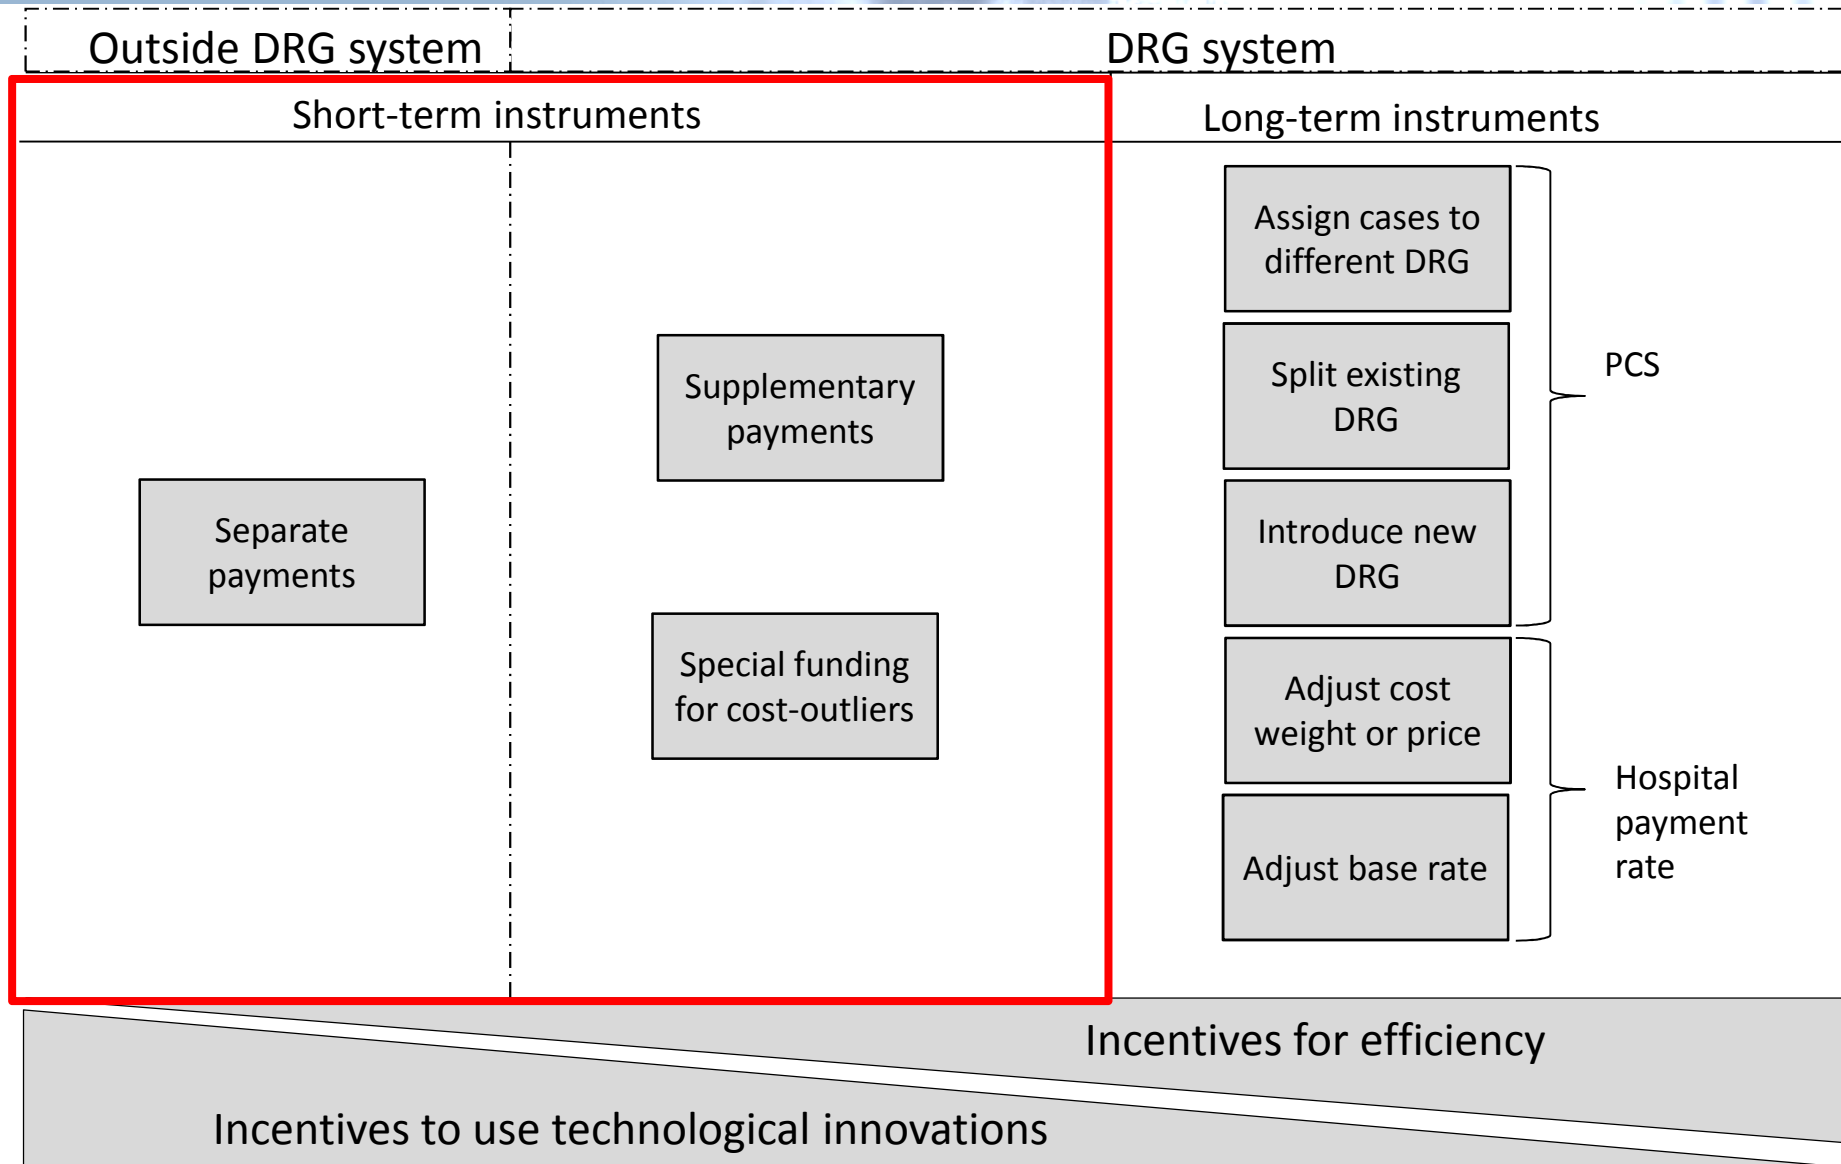 Outside DRG system
DRG system
Short-term instruments
Long-term instruments
Separate
payments
Supplementary
payments
Special funding
for cost-outliers
Assign cases to
different DRG
Split existing
DRG
Introduce new
DRG
Adjust cost
weight or price
Adjust base rate
PCS
Hospital
payment
rate
Incentives for efficiency
Incentives to use technological innovations